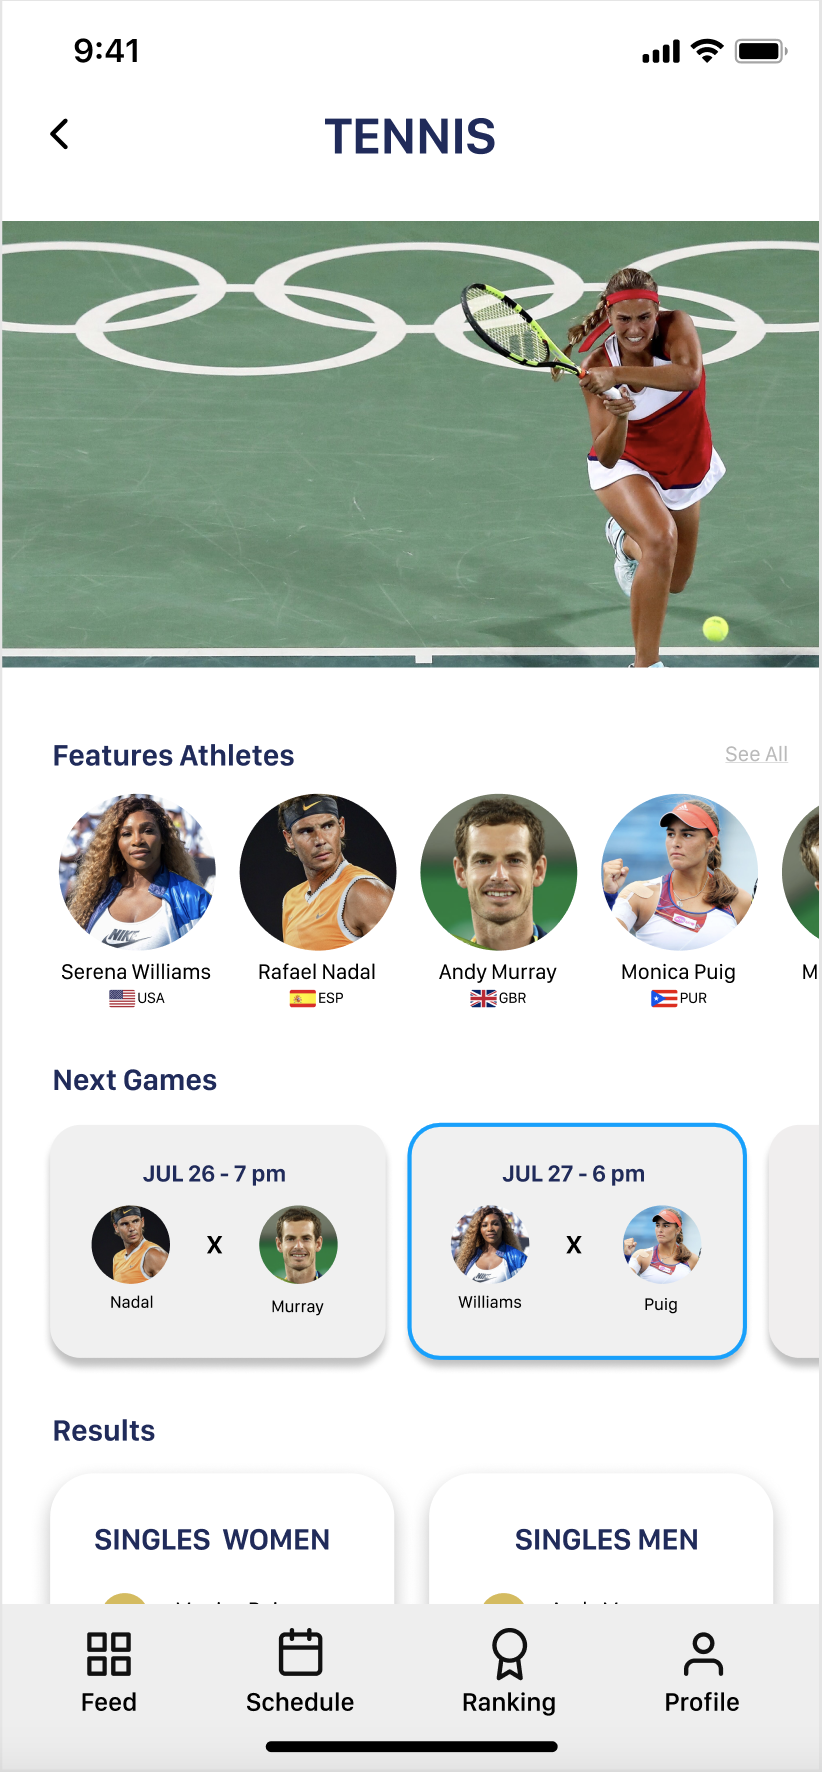 9:41
TENNIS
Features Athletes
See All
NIKE
Serena Williams
Rafael Nadal
Andy Murray
Monica Puig
M
USA
ESP
GBR
PUR
Next Games
JUL 26 - 7 pm
X
Nadal
Murray
JUL 27 - 6 pm
X
Williams
Puig
Results
SINGLES WOMEN
SINGLES MEN
Feed
Schedule
Ranking
Profile